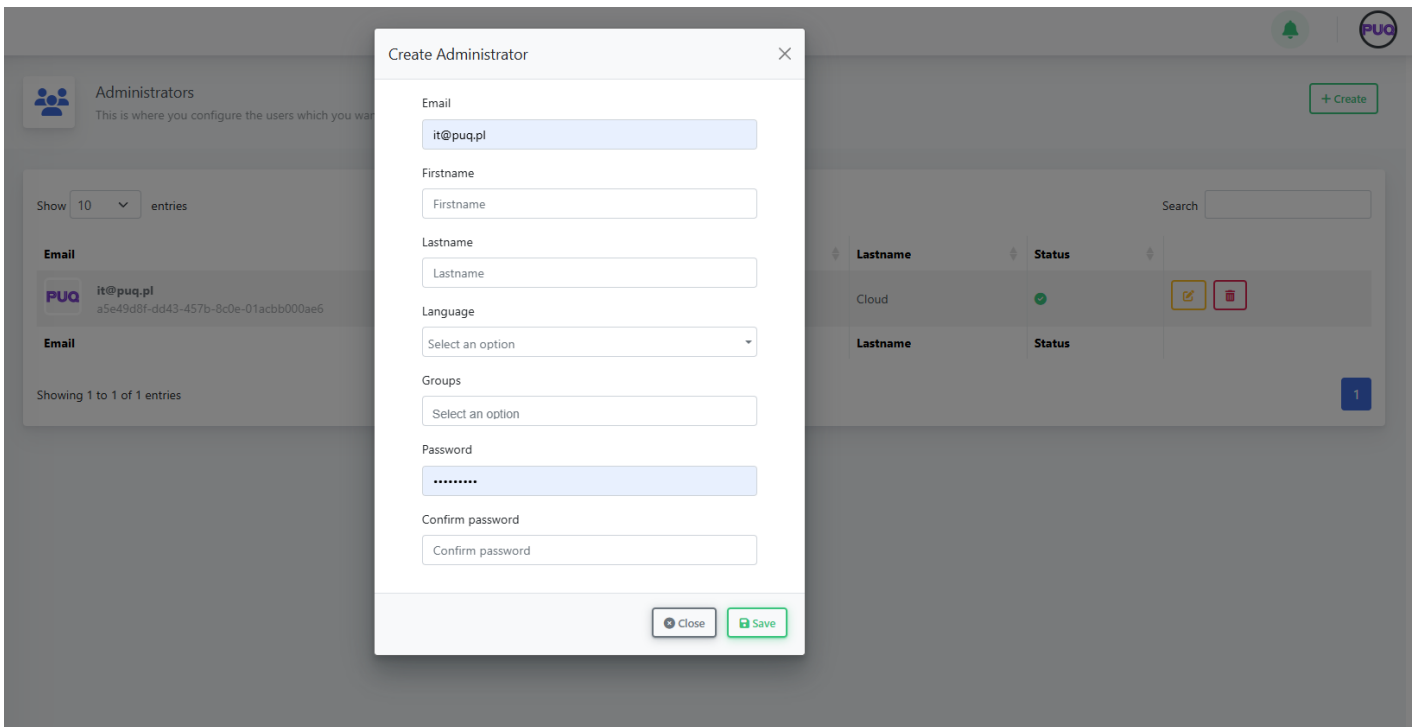 PUQ
Administrators
This is where you configure the users which you
+ Create
Create Administrator
Email
it@puq.pl
Firstname
Firstname
Lastname
Lastname
Language
Select an option
Groups
Select an option
Password
•••••••••
Confirm password
Confirm password
Close
Save
Show 10 entries
Search
Email Lastname Status
PUQ it@puq.pl Cloud
a5e49d8f-dd43-457b-8c0e-01acbb000ae6
Email Lastname Status
Showing 1 to 1 of 1 entries
1